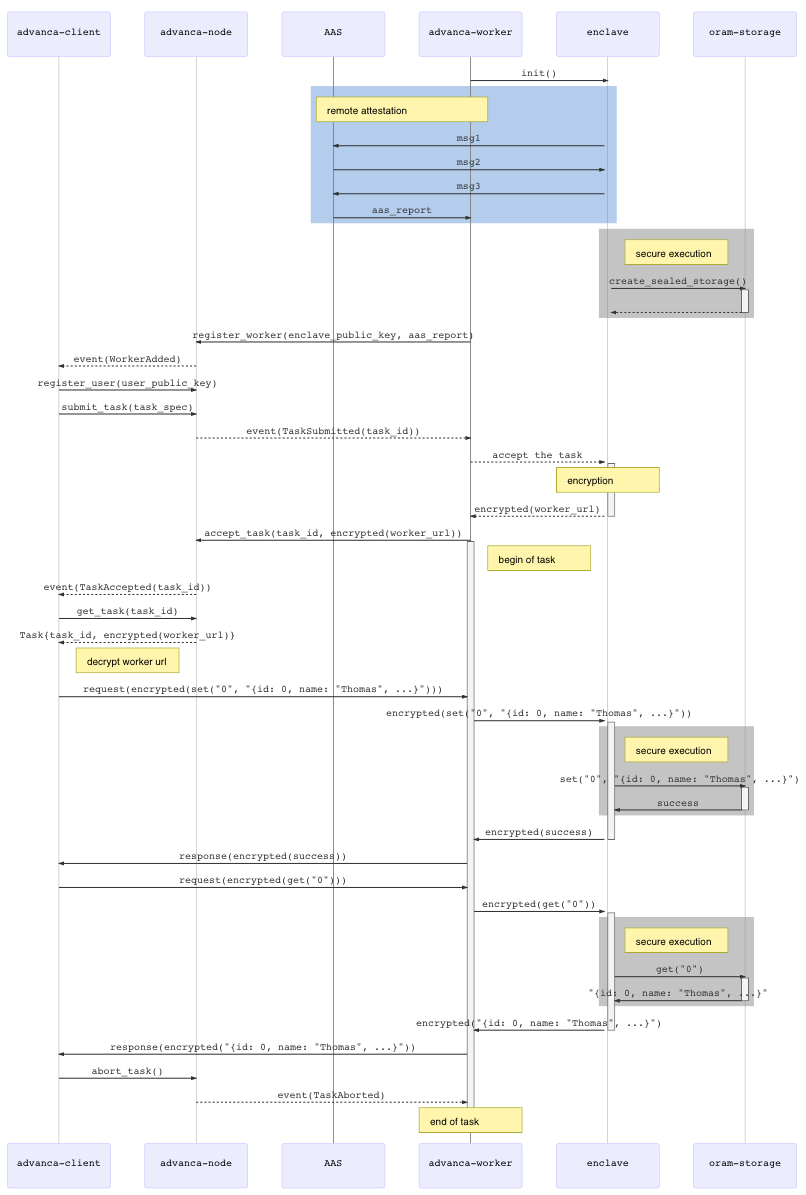 advanca-client advanca-node AAS advanca-worker enclave oram-storage
init()
remote attestation
msg1
msg2
msg3
aas_report
secure execution
create_sealed_storage()
register_worker(enclave_public_key, aas_report)
event(WorkerAdded)
register_user(user_public_key)
submit_task(task_spec)
event(TaskSubmitted(task_id))
accept the task
encryption
encrypted(worker_url)
accept_task(task_id, encrypted(worker_url))
begin of task
event(TaskAccepted(task_id))
get_task(task_id)
Task{task_id, encrypted(worker_url)}
decrypt worker url
request(encrypted(set("0", "{id: 0, name: "Thomas", ...}")))
encrypted(set("0", "{id: 0, name: "Thomas", ...}"))
secure execution
set("0", "{id: 0, name: "Thomas", ...}")
success
encrypted(success)
response(encrypted(success))
request(encrypted(get("0")))
encrypted(get("0"))
secure execution
get("0")
"{id: 0, name: "Thomas", ...}"
encrypted("{id: 0, name: "Thomas", ...}")
response(encrypted("{id: 0, name: "Thomas", ...}"))
abort_task()
event(TaskAborted)
end of task
advanca-client advanca-node AAS advanca-worker enclave oram-storage